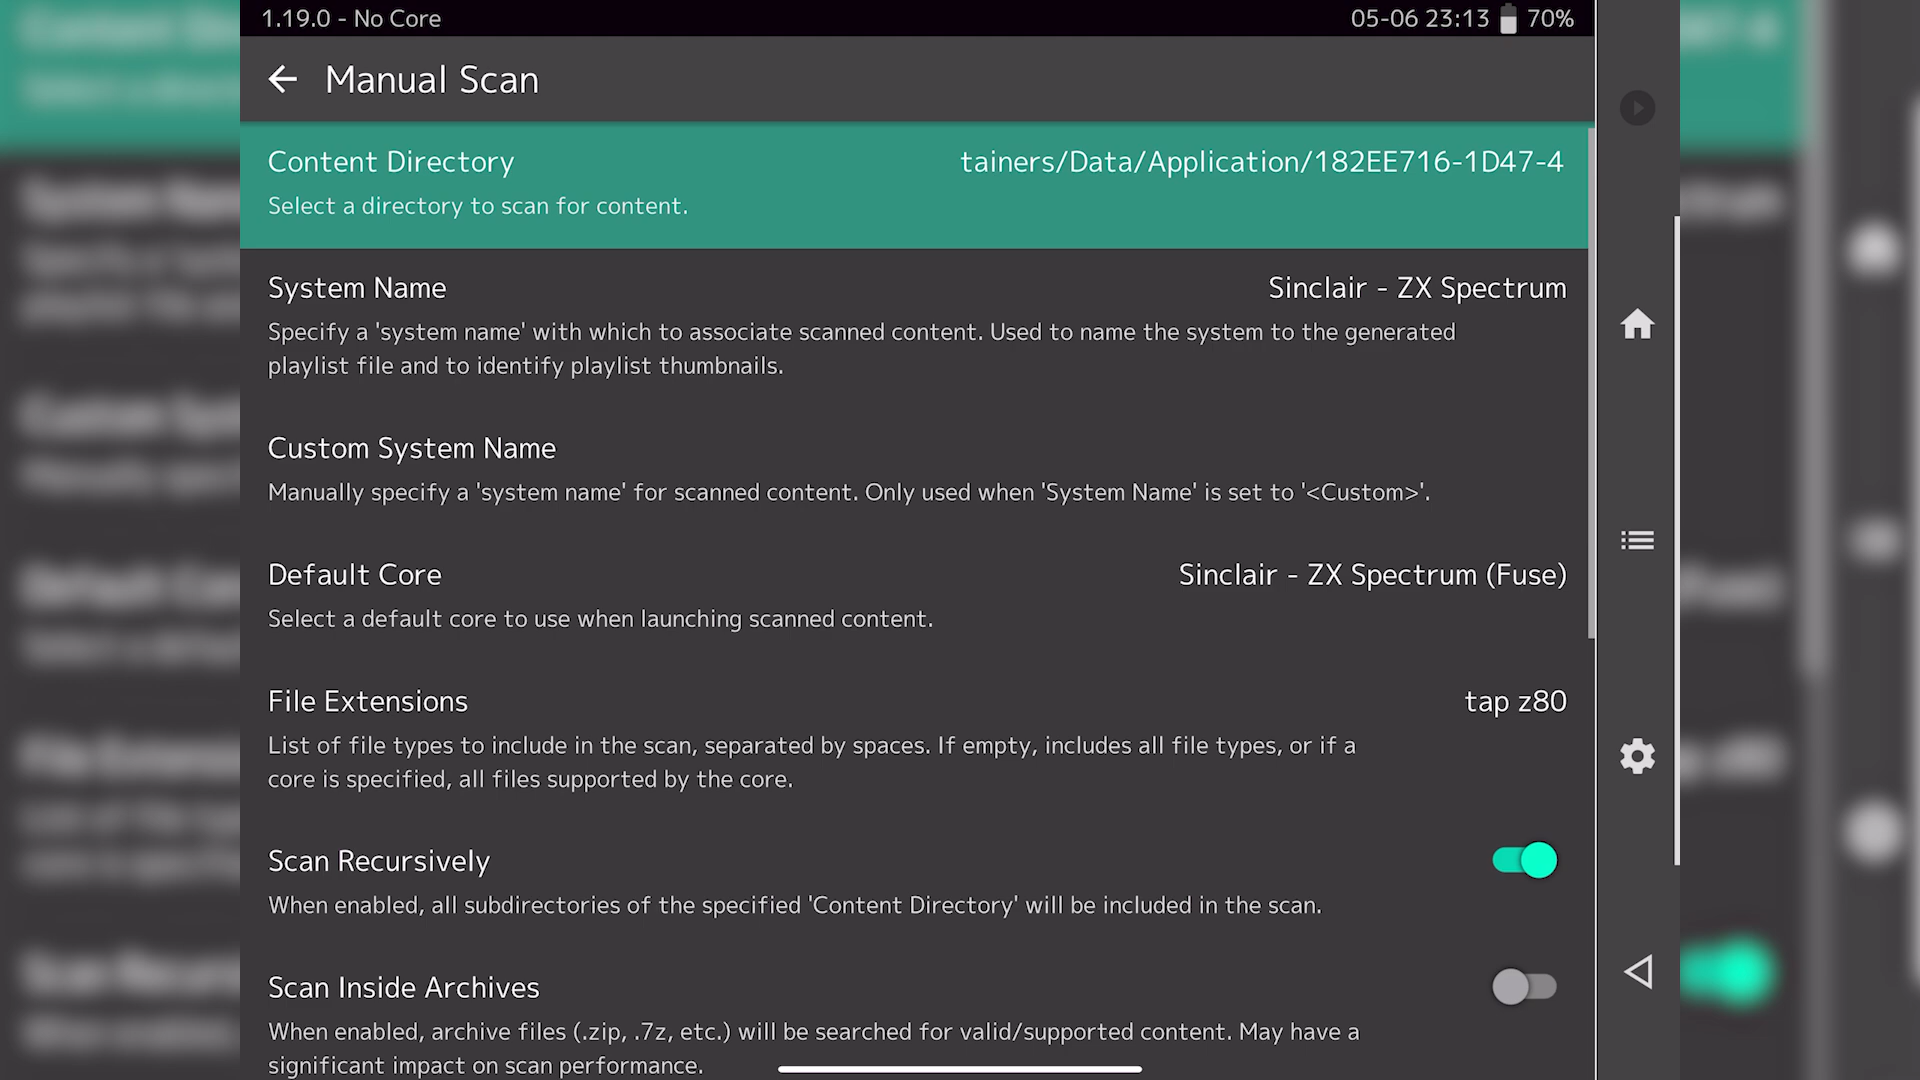 1.19.0 - No Core
05-06 23:13 70%
Manual Scan
Content Directory
tainers/Data/Application/182EE716-1D47-4
Select a directory to scan for content.
System Name
Sinclair - ZX Spectrum
Specify a 'system name' with which to associate scanned content. Used to name the system to the generated
playlist file and to identify playlist thumbnails.
Custom System Name
Manually specify a 'system name' for scanned content. Only used when 'System Name' is set to '<Custom>'.
Default Core
Sinclair - ZX Spectrum (Fuse)
Select a default core to use when launching scanned content.
File Extensions
tap z80
List of file types to include in the scan, separated by spaces. If empty, includes all file types, or if a
core is specified, all files supported by the core.
Scan Recursively
When enabled, all subdirectories of the specified 'Content Directory' will be included in the scan.
Scan Inside Archives
When enabled, archive files (.zip, .7z, etc.) will be searched for valid/supported content. May have a
significant impact on scan performance.